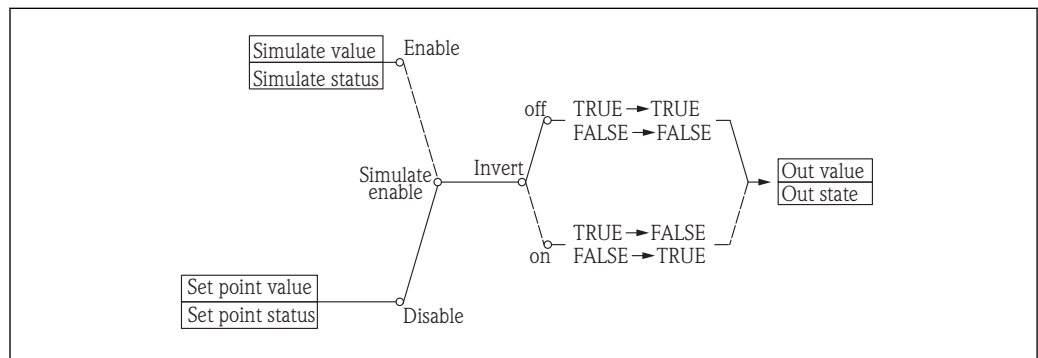 Simulate value
Simulate status
Enable
off
TRUE → TRUE
FALSE → FALSE
Simulate
enable
Invert
Out value
Out state
on
TRUE → FALSE
FALSE → TRUE
Set point value
Set point status
Disable